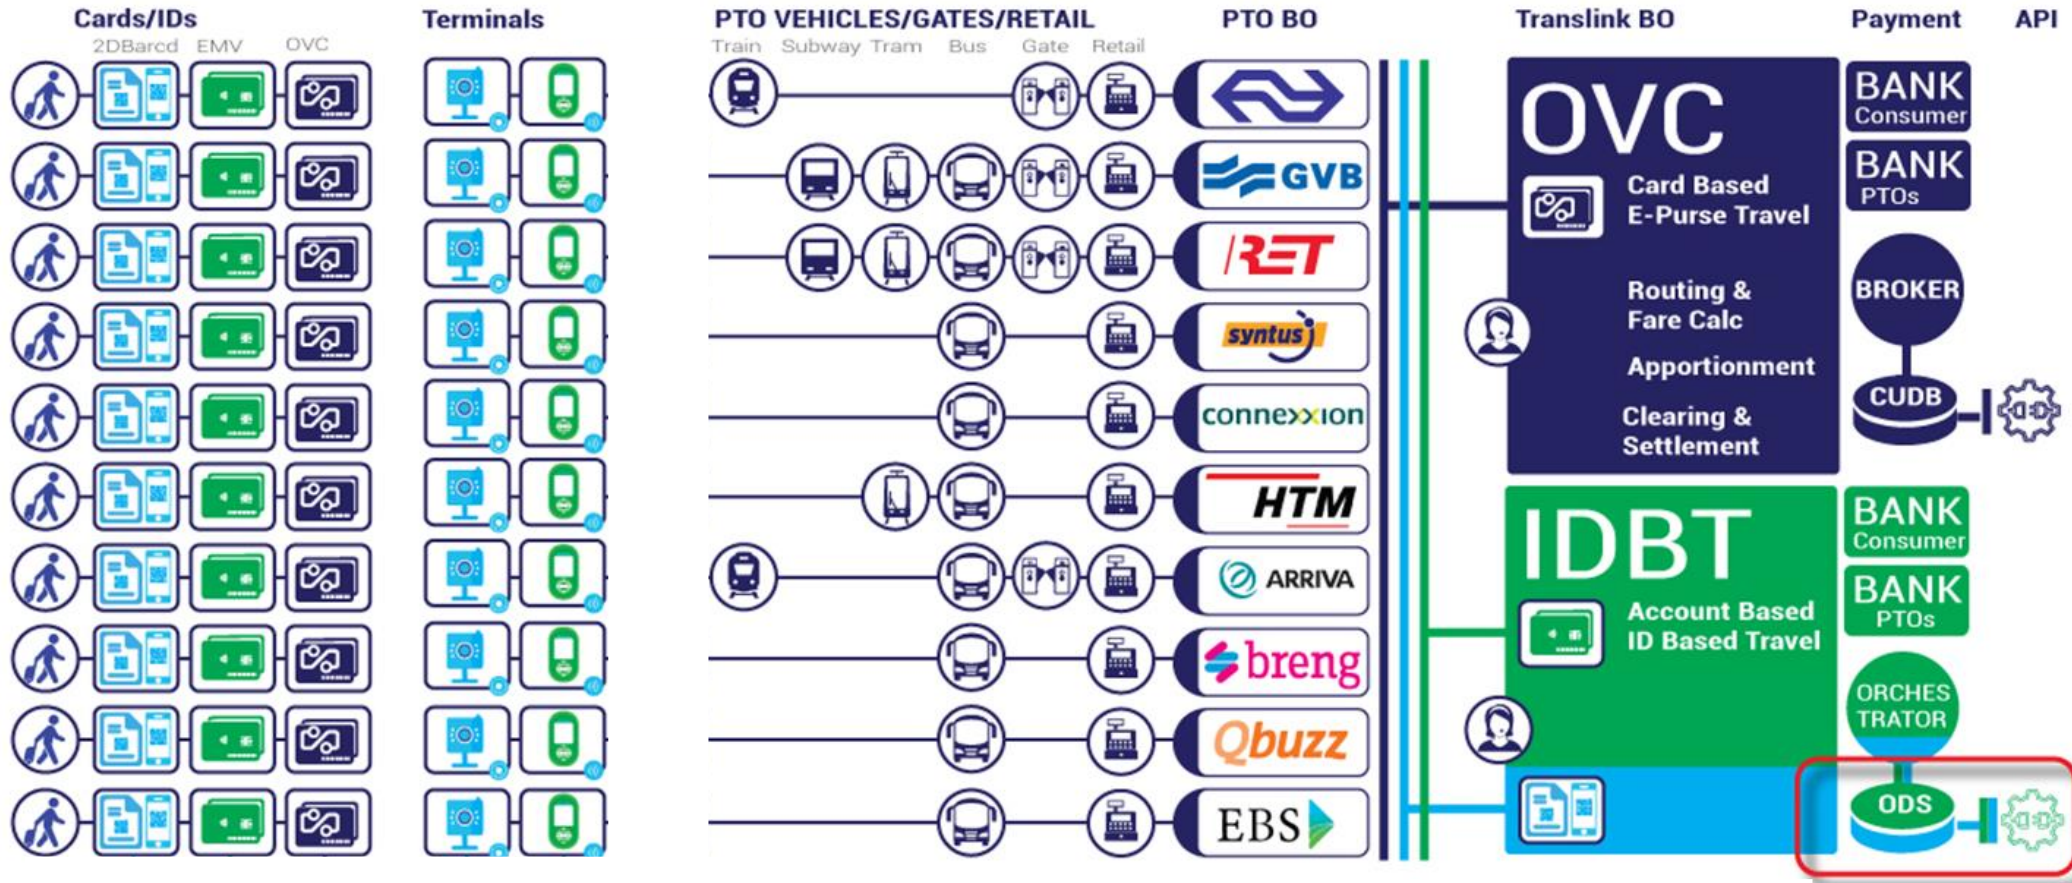 Cards/IDs
Terminals
PTO VEHICLES/GATES/RETAIL
PTO BO
Translink BO
Payment
API
2DBarcd EMV OVC
Train Subway Tram Bus Gate Retail
GVB
RET
syntus
connexxion
HTM
ARRIVA
breng
Qbuzz
EBS
OVC
Card Based
E-Purse Travel
Routing &
Fare Calc
Apportionment
Clearing &
Settlement
BANK
Consumer
BANK
PTOs
BROKER
CUDB
IDBT
Account Based
ID Based Travel
BANK
Consumer
BANK
PTOs
ORCHES
TRATOR
ODS